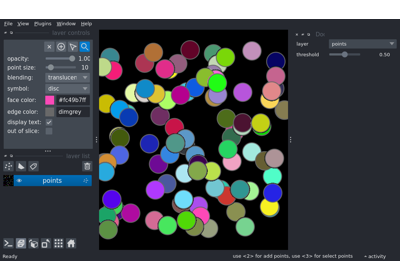 File View Plugins Window Help
layer controls
opacity: 1.00
point size: 10
blending: translucen
symbol: disc
face color: #fc49b7ff
edge color: dimgrey
display text:
out of slice:
layer list
points
layer points
threshold 0.50
Ready use <2> for add points, use <3> for select points activity